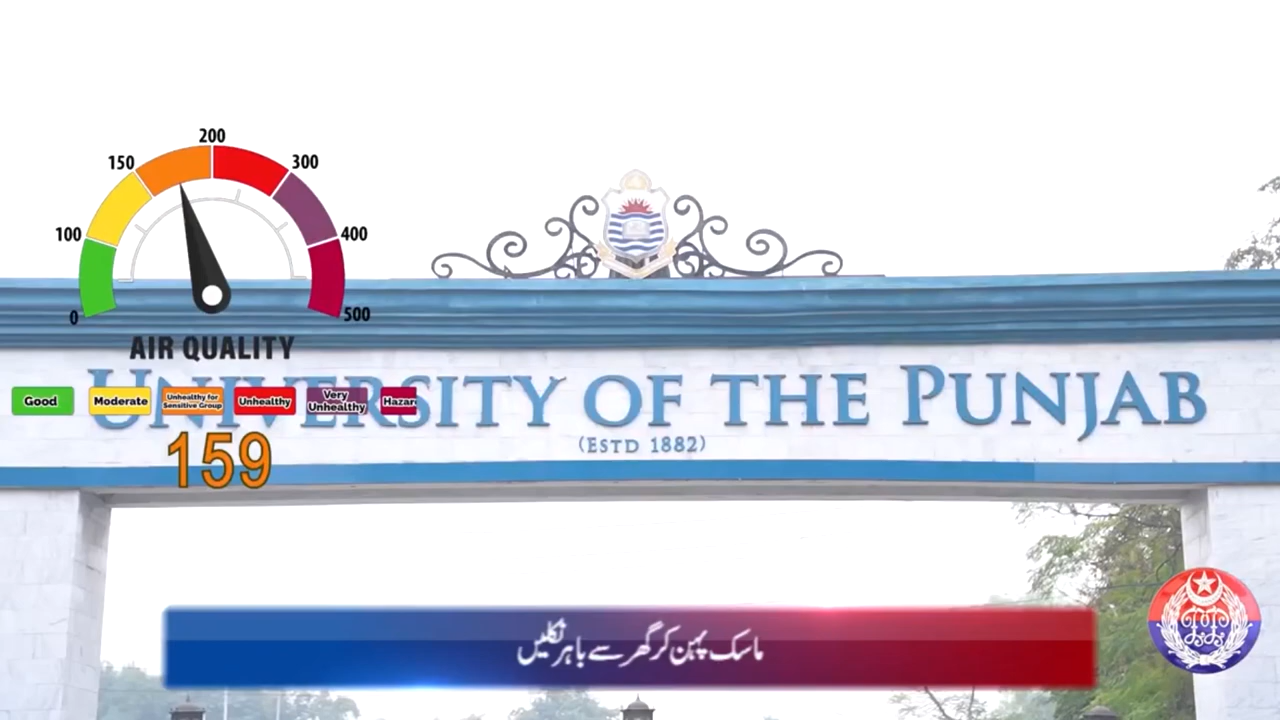 200
150
300
100
400
0
500
AIR QUALITY
UNIVERSITY OF THE PUNJAB
Good
Moderate
Unhealthy for
Sensitive Group
Unhealthy
Very
Unhealthy
Hazar
(ESTD 1882)
159
ماسک پہن کر گھر سے باہر نکلیں